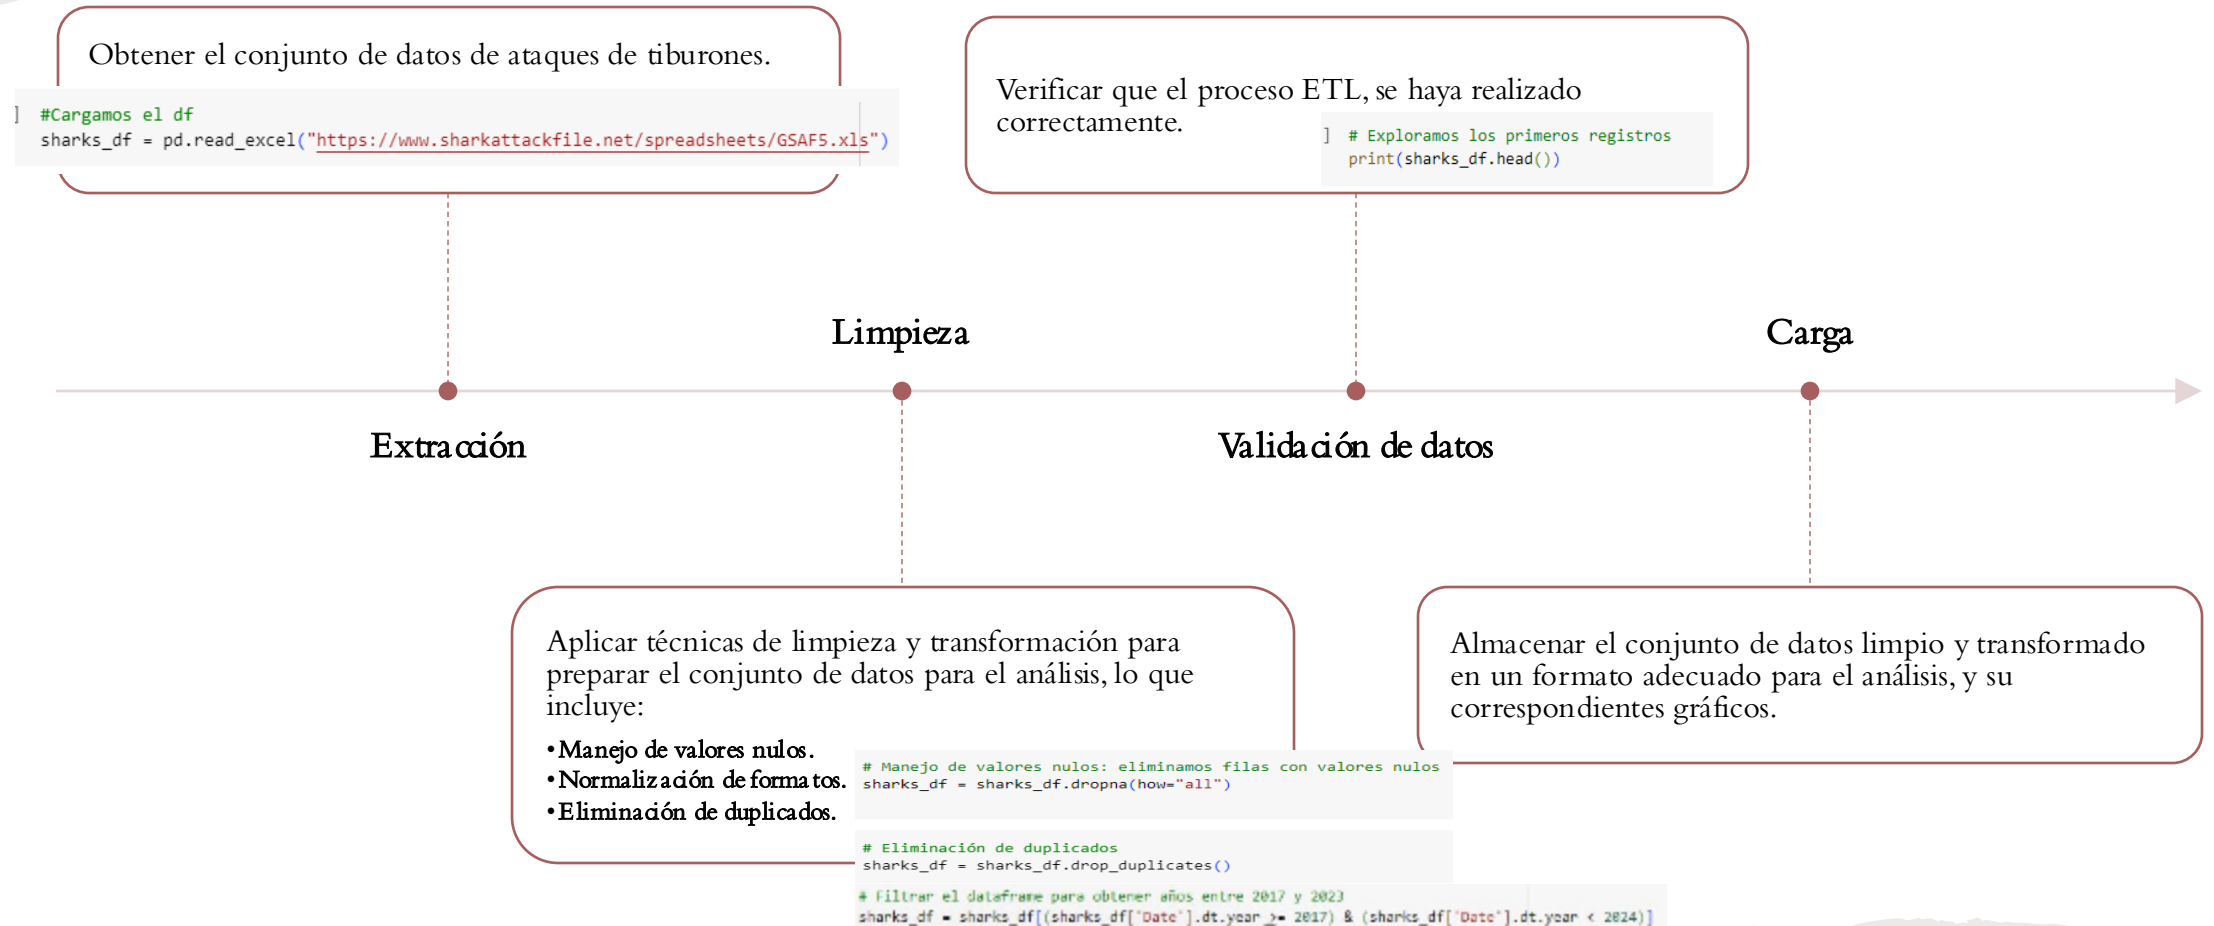 Obtener el conjunto de datos de ataques de tiburones.
] #Cargamos el df
sharks_df = pd.read_excel("https://www.sharkattackfile.net/spreadsheets/GSAF5.xls")
Verificar que el proceso ETL, se haya realizado
correctamente.
] # Exploramos los primeros registros
print(sharks_df.head())
Limpieza
Carga
Extracción
Validación de datos
Aplicar técnicas de limpieza y transformación para
preparar el conjunto de datos para el análisis, lo que
incluye:
•Manejo de valores nulos.
•Normalización de formatos.
•Eliminación de duplicados.
# Manejo de valores nulos: eliminamos filas con valores nulos
sharks_df = sharks_df.dropna(how="all")
# Eliminación de duplicados
sharks_df = sharks_df.drop_duplicates()
# Filtrar el dataframe para obtener años entre 2017 y 2023
sharks_df = sharks_df[(sharks_df['Date'].dt.year >= 2017) & (sharks_df['Date'].dt.year < 2024)]
Almacenar el conjunto de datos limpio y transformado
en un formato adecuado para el análisis, y su
correspondientes gráficos.